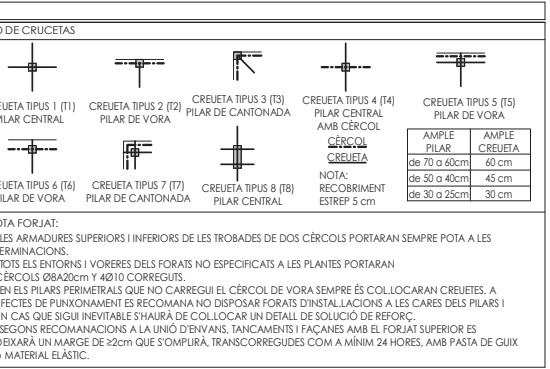 O DE CRUCETAS
EUETA TIPUS 1 (T1)
PILAR CENTRAL
CREUETA TIPUS 2 (T2)
PILAR DE VORA
CREUETA TIPUS 3 (T3)
PILAR DE CANTONADA
CREUETA TIPUS 4 (T4)
PILAR CENTRAL
AMB CÈRCOL
CÈRCOL
CREUETA
NOTA:
RECOBRIMENT
ESTREP 5 cm
CREUETA TIPUS 5 (T5)
PILAR DE VORA
AMPLE PILAR AMPLE CREUETA
de 70 a 60cm 60 cm
de 50 a 40cm 45 cm
de 30 a 25cm 30 cm
EUETA TIPUS 6 (T6)
PILAR DE VORA
CREUETA TIPUS 7 (T7)
PILAR DE CANTONADA
CREUETA TIPUS 8 (T8)
PILAR CENTRAL
OTA FORJAT:
LES ARMADURES SUPERIORS I INFERIORS DE LES TROBADES DE DOS CÈRCOLS PORTARAN SEMPRE POTA A LES
ERMINACIONS.
TOTS ELS ENTORNS I VORERES DELS FORATS NO ESPECIFICATS A LES PLANTES PORTARAN
CÈRCOLS Ø8A20cm Y 4Ø10 CORREGUTS.
EN ELS PILARS PERIMETRALS QUE NO CARREGUI EL CÈRCOL DE VORA SEMPRE ÉS COL.LOCARAN CREUETES. A
FECTES DE PUNXONAMENT ES RECOMANA NO DISPOSAR FORATS D'INSTAL.LACIONS A LES CARES DELS PILARS I
N CAS QUE SIGUI INEVITABLE S'HAURÀ DE COL.LOCAR UN DETALL DE SOLUCIÓ DE REFORÇ.
SEGONS RECOMANACIONS A LA UNIÓ D'ENVANS, TANCAMENTS I FAÇANES AMB EL FORJAT SUPERIOR ES
DEIXARÀ UN MARGE DE ≥2cm QUE S'OMPLIRÀ, TRANSCORREGUDES COM A MÍNIM 24 HORES, AMB PASTA DE GUIX
MATERIAL ELÀSTIC.